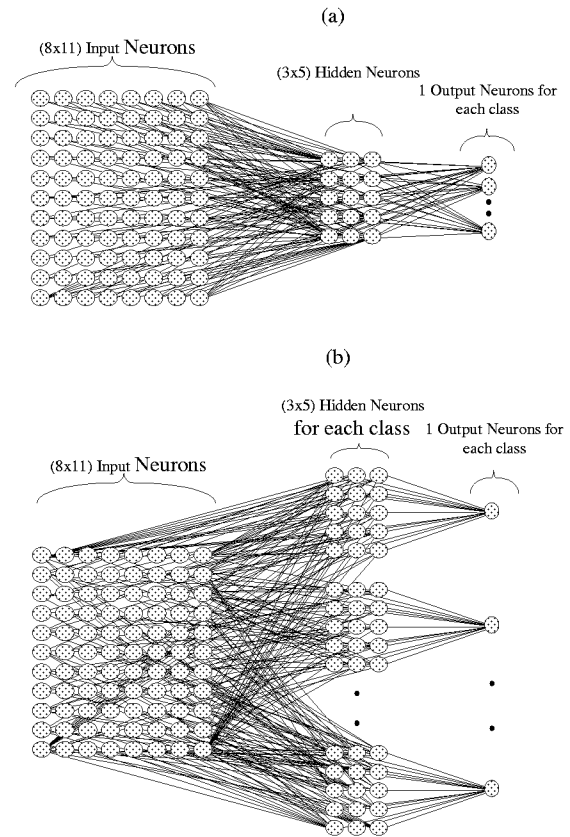 (a)
(8x11) Input Neurons
(3x5) Hidden Neurons
1 Output Neurons for
each class
(b)
(3x5) Hidden Neurons
for each class
1 Output Neurons for
each class
(8x11) Input Neurons